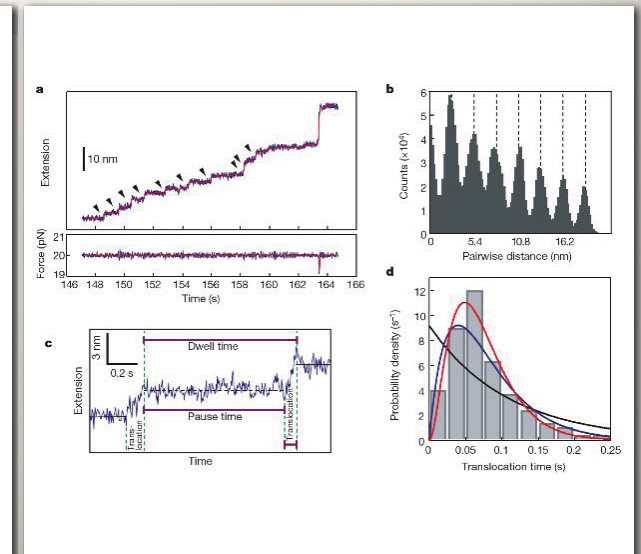 a
Extension
10 nm
Force (pN)
21
20
19
146 148 150 152 154 156 158 160 162 164 166
Time (s)
b
Counts (×10⁴)
6
5
4
3
2
1
0
0 5.4 10.8 16.2
Pairwise distance (nm)
c
Extension
3 nm
0.2 s
Dwell time
Pause time
Trans-
location
Translocation
Time
d
Probability density (s⁻¹)
12
10
8
6
4
2
0
0 0.05 0.1 0.15 0.2 0.25
Translocation time (s)